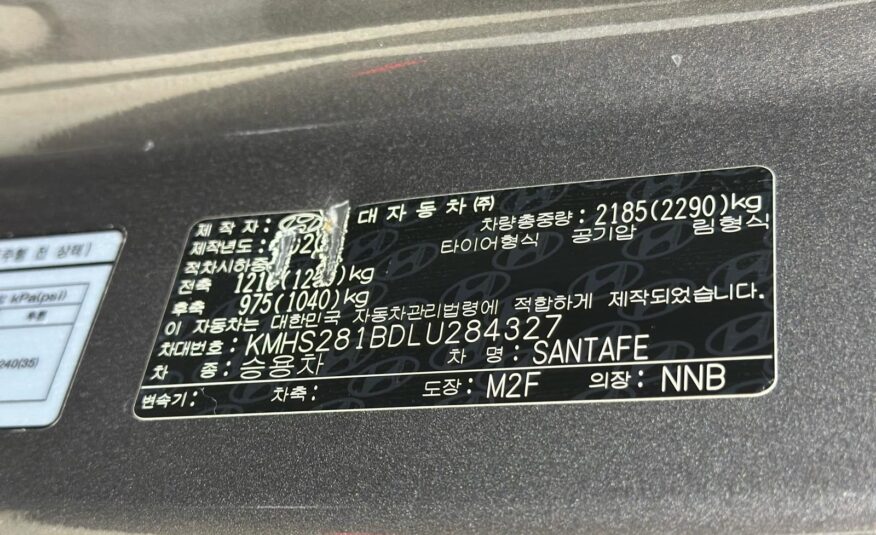 주행 전 상태)
kPa(psi)
240(35)
제 작 자: 대 자 동 차 ㈜
제작년도: 차량총중량: 2185(2290)kg
적차시하중 타이어형식 공기압 림형식
전축 kg
후축 975(1040)kg
이 자동차는 대한민국 자동차관리법령에 적합하게 제작되었습니다.
차대번호: KMHS281BDLU284327
차 종: 승용차 차 명: SANTAFE
변속기: 차축: 도장: M2F 의장: NNB